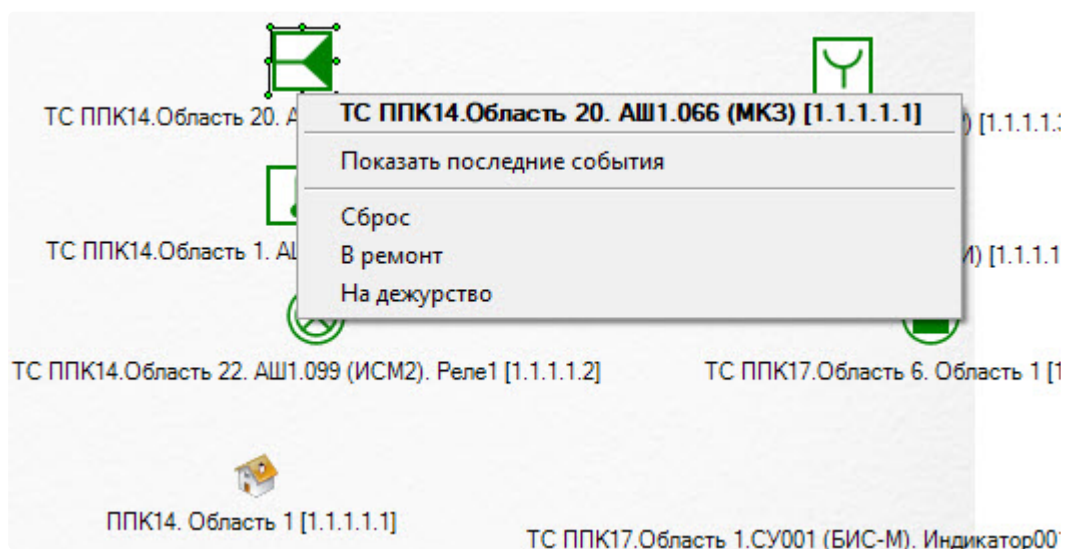 ТС ППК14.Область 20.
ТС ППК14.Область 20. АШ1.066 (МКЗ) [1.1.1.1.1]
) [1.1.1.1.
Показать последние события
Сброс
ТС ППК14.Область 1.
В ремонт
) [1.1.1.1
На дежурство
ТС ППК14.Область 22. АШ1.099 (ИСМ2). Реле1 [1.1.1.1.2]
ТС ППК17.Область 6. Область 1 [1
ППК14. Область 1 [1.1.1.1.1]
ТС ППК17.Область 1.СУ001 (БИС-М). Индикатор00